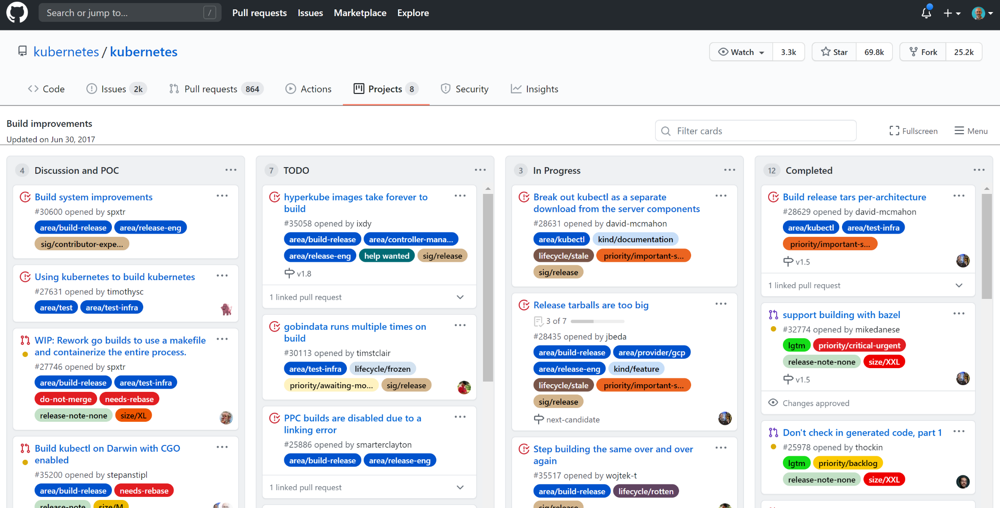 Search or jump to...
/
Pull requests
Issues
Marketplace
Explore
kubernetes / kubernetes
Watch
3.3k
Star
69.8k
Fork
25.2k
Code
Issues 2k
Pull requests 864
Actions
Projects 8
Security
Insights
Build improvements
Updated on Jun 30, 2017
Filter cards
Fullscreen
Menu
4 Discussion and POC
Build system improvements
#30600 opened by spxtr
area/build-release area/release-eng
sig/contributor-expe...
Using kubernetes to build kubernetes
#27631 opened by timothysc
area/test area/test-infra
WIP: Rework go builds to use a makefile
and containerize the entire process.
#27746 opened by spxtr
area/build-release area/test-infra
do-not-merge needs-rebase
release-note-none size/XL
Build kubectl on Darwin with CGO
enabled
#35200 opened by stepanstipl
area/build-release needs-rebase
release-note size/M
7 TODO
hyperkube images take forever to
build
#35058 opened by ixdy
area/build-release area/controller-mana...
area/release-eng help wanted sig/release
v1.8
1 linked pull request
gobindata runs multiple times on
build
#30113 opened by timstclair
area/test-infra lifecycle/frozen
priority/awaiting-mo... sig/release
PPC builds are disabled due to a
linking error
#25886 opened by smarterclayton
area/build-release area/release-eng
1 linked pull request
3 In Progress
Break out kubectl as a separate
download from the server components
#28631 opened by david-mcmahon
area/kubectl kind/documentation
lifecycle/stale priority/important-s...
sig/release
Release tarballs are too big
3 of 7
#28435 opened by jbeda
area/build-release area/provider/gcp
area/release-eng kind/feature
lifecycle/stale priority/important-s...
sig/release
next-candidate
Step building the same over and over
again
#35517 opened by wojtek-t
area/build-release lifecycle/rotten
sig/release
12 Completed
Build release tars per-architecture
#28629 opened by david-mcmahon
area/kubectl area/test-infra
priority/important-s...
v1.5
1 linked pull request
support building with bazel
#32774 opened by mikedanese
lgtm priority/critical-urgent
release-note-none size/XXL
v1.5
Changes approved
Don't check in generated code, part 1
#25978 opened by thockin
lgtm priority/backlog
release-note-none size/XXL